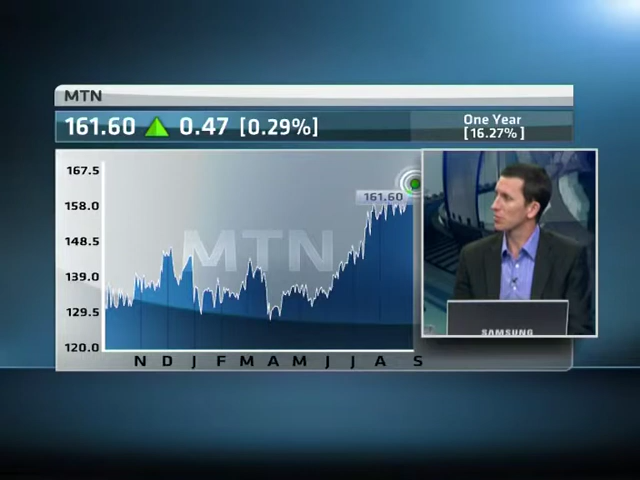 MTN
161.60 0.47 [0.29%]
One Year
[16.27%]
167.5
158.0
148.5
139.0
129.5
120.0
161.60
MTN
N D J F M A M J J A S
SAMSUNG